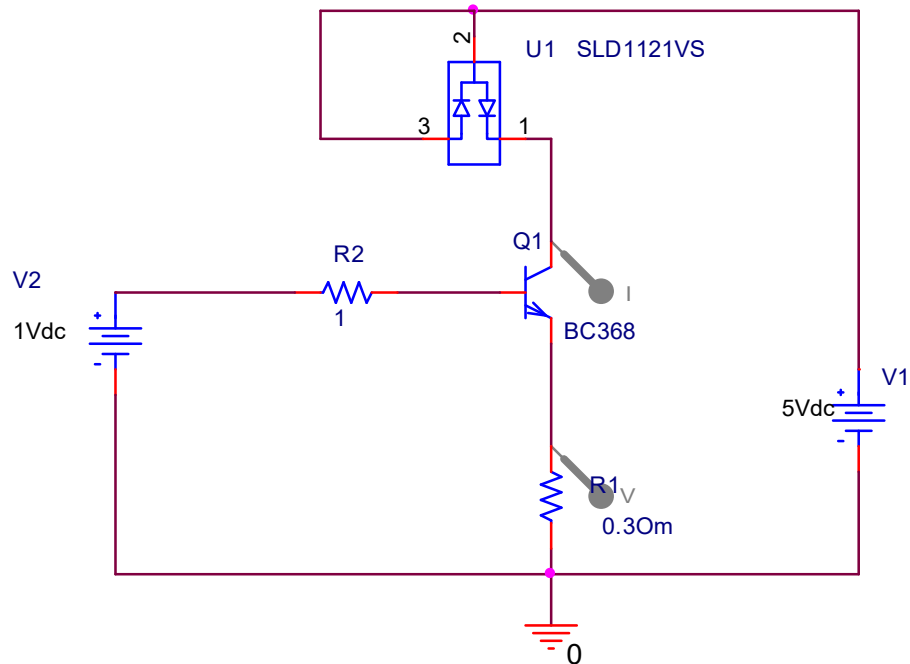 2
U1 SLD1121VS
3
1
Q1
I
R2
V2
1
BC368
1Vdc
+
-
V1
+
5Vdc
-
R1
V
0.3Om
0